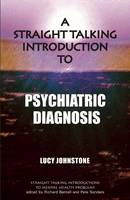 A
STRAIGHT TALKING
INTRODUCTION
TO
PSYCHIATRIC
DIAGNOSIS
LUCY JOHNSTONE
STRAIGHT TALKING INTRODUCTIONS
TO MENTAL HEALTH PROBLEMS
edited by Richard Bentall and Pete Sanders